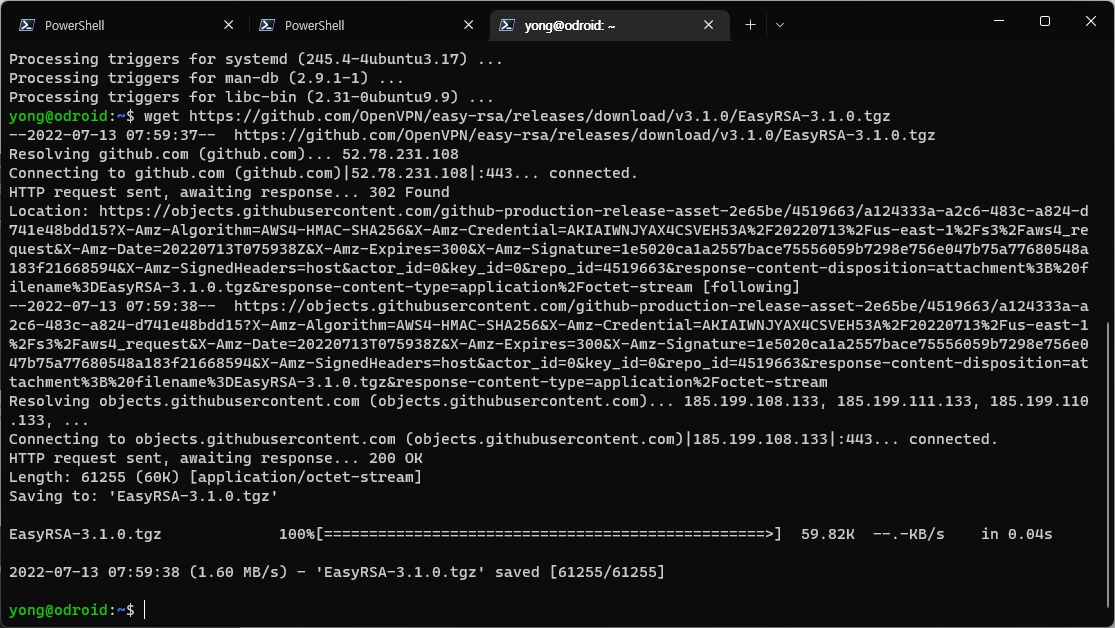 PowerShell
PowerShell
yong@odroid: ~
Processing triggers for systemd (245.4-4ubuntu3.17) ...
Processing triggers for man-db (2.9.1-1) ...
Processing triggers for libc-bin (2.31-0ubuntu9.9) ...
yong@odroid:~$ wget https://github.com/OpenVPN/easy-rsa/releases/download/v3.1.0/EasyRSA-3.1.0.tgz
--2022-07-13 07:59:37--  https://github.com/OpenVPN/easy-rsa/releases/download/v3.1.0/EasyRSA-3.1.0.tgz
Resolving github.com (github.com)... 52.78.231.108
Connecting to github.com (github.com)|52.78.231.108|:443... connected.
HTTP request sent, awaiting response... 302 Found
Location: https://objects.githubusercontent.com/github-production-release-asset-2e65be/4519663/a124333a-a2c6-483c-a824-d
741e48bdd15?X-Amz-Algorithm=AWS4-HMAC-SHA256&X-Amz-Credential=AKIAIWNJYAX4CSVEH53A%2F20220713%2Fus-east-1%2Fs3%2Faws4_re
quest&X-Amz-Date=20220713T075938Z&X-Amz-Expires=300&X-Amz-Signature=1e5020ca1a2557bace75556059b7298e756e047b75a77680548a
183f21668594&X-Amz-SignedHeaders=host&actor_id=0&key_id=0&repo_id=4519663&response-content-disposition=attachment%3B%20f
ilename%3DEasyRSA-3.1.0.tgz&response-content-type=application%2Foctet-stream [following]
--2022-07-13 07:59:38--  https://objects.githubusercontent.com/github-production-release-asset-2e65be/4519663/a124333a-a
2c6-483c-a824-d741e48bdd15?X-Amz-Algorithm=AWS4-HMAC-SHA256&X-Amz-Credential=AKIAIWNJYAX4CSVEH53A%2F20220713%2Fus-east-1
%2Fs3%2Faws4_request&X-Amz-Date=20220713T075938Z&X-Amz-Expires=300&X-Amz-Signature=1e5020ca1a2557bace75556059b7298e756e0
47b75a77680548a183f21668594&X-Amz-SignedHeaders=host&actor_id=0&key_id=0&repo_id=4519663&response-content-disposition=at
tachment%3B%20filename%3DEasyRSA-3.1.0.tgz&response-content-type=application%2Foctet-stream
Resolving objects.githubusercontent.com (objects.githubusercontent.com)... 185.199.108.133, 185.199.111.133, 185.199.110
.133, ...
Connecting to objects.githubusercontent.com (objects.githubusercontent.com)|185.199.108.133|:443... connected.
HTTP request sent, awaiting response... 200 OK
Length: 61255 (60K) [application/octet-stream]
Saving to: 'EasyRSA-3.1.0.tgz'
EasyRSA-3.1.0.tgz             100%[=================================================>]  59.82K  --.-KB/s    in 0.04s
2022-07-13 07:59:38 (1.60 MB/s) - 'EasyRSA-3.1.0.tgz' saved [61255/61255]
yong@odroid:~$